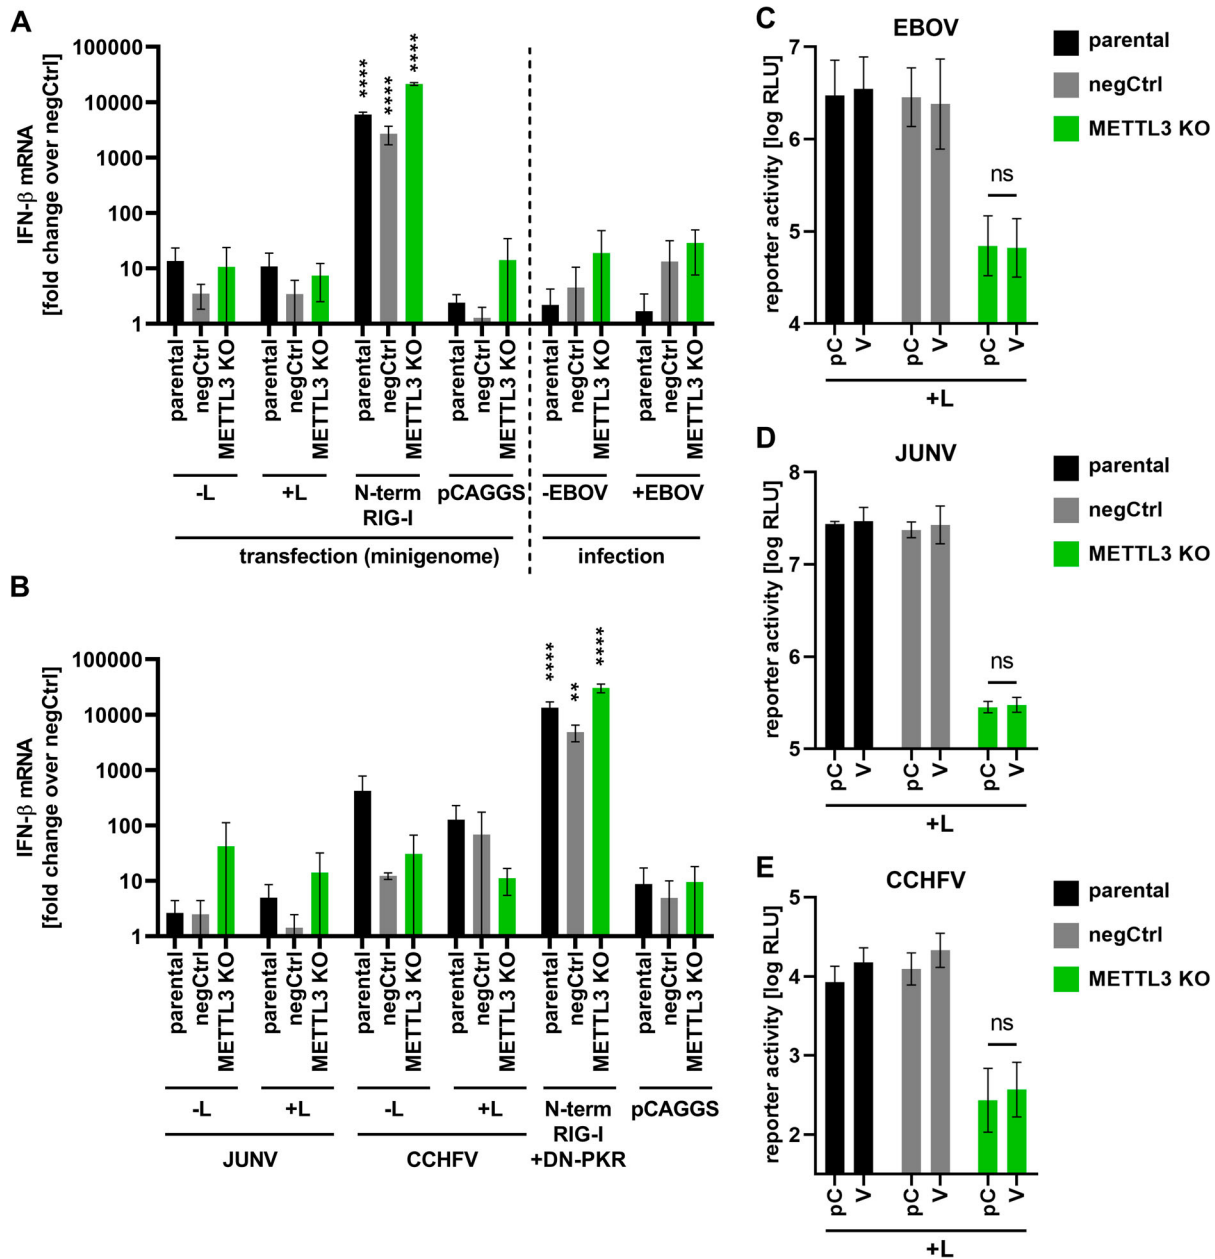 A
IFN-β mRNA
[fold change over negCtrl]
100000
10000
1000
100
10
1
****
****
****
parental
negCtrl
METTL3 KO
parental
negCtrl
METTL3 KO
parental
negCtrl
METTL3 KO
parental
negCtrl
METTL3 KO
parental
negCtrl
METTL3 KO
parental
negCtrl
METTL3 KO
-L
+L
N-term
RIG-I
pCAGGS
-EBOV
+EBOV
transfection (minigenome)
infection
B
IFN-β mRNA
[fold change over negCtrl]
100000
10000
1000
100
10
1
****
**
****
parental
negCtrl
METTL3 KO
parental
negCtrl
METTL3 KO
parental
negCtrl
METTL3 KO
parental
negCtrl
METTL3 KO
parental
negCtrl
METTL3 KO
parental
negCtrl
METTL3 KO
-L
+L
-L
+L
N-term
RIG-I
+DN-PKR
pCAGGS
JUNV
CCHFV
C
EBOV
reporter activity [log RLU]
7
6
5
4
ns
pC
V
pC
V
pC
V
+L
parental
negCtrl
METTL3 KO
D
JUNV
reporter activity [log RLU]
8
7
6
5
ns
pC
V
pC
V
pC
V
+L
parental
negCtrl
METTL3 KO
E
CCHFV
reporter activity [log RLU]
5
4
3
2
ns
pC
V
pC
V
pC
V
+L
parental
negCtrl
METTL3 KO